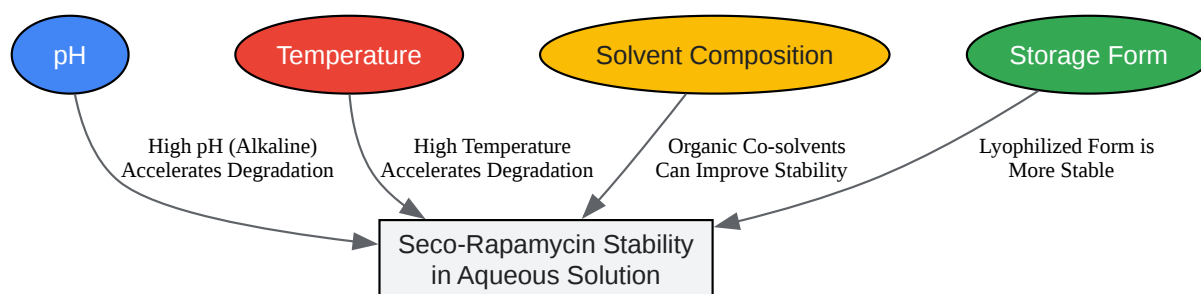 pH
Temperature
Solvent Composition
Storage Form
High pH (Alkaline)
Accelerates Degradation
High Temperature
Accelerates Degradation
Organic Co-solvents
Can Improve Stability
Lyophilized Form is
More Stable
Seco-Rapamycin Stability
in Aqueous Solution